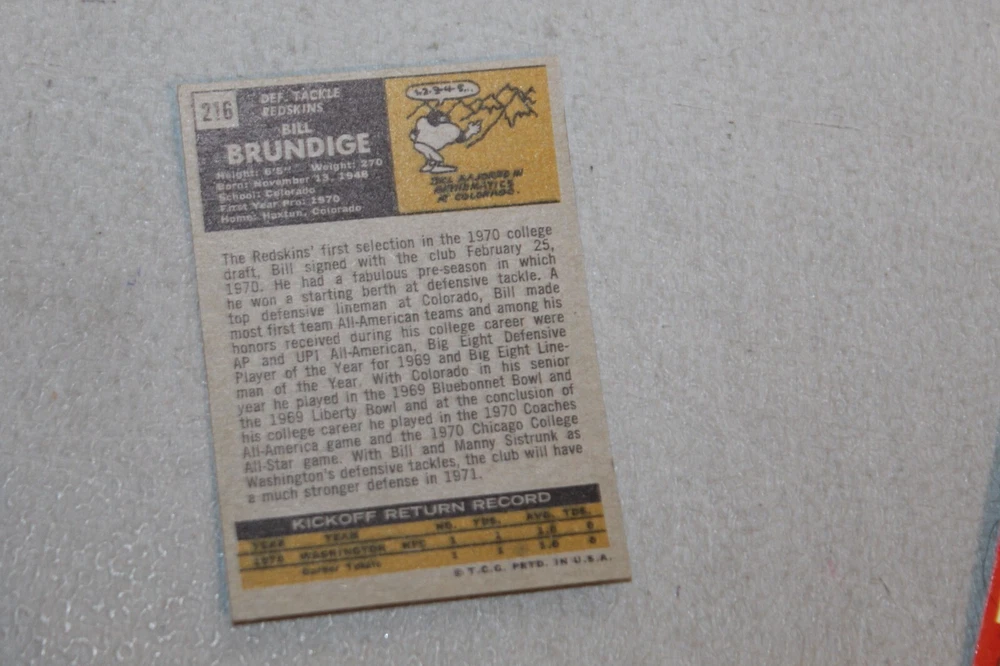 216
DEF. TACKLE
REDSKINS
BILL
BRUNDIGE
Height: 6'5" Weight: 270
Born: November 13, 1948
School: Colorado
First Year Pro: 1970
Home: Haxtun, Colorado
1-2-3-4-5...
BILL MAJORED IN
MATHEMATICS
AT COLORADO.
The Redskins' first selection in the 1970 college
draft, Bill signed with the club February 25,
1970. He had a fabulous pre-season in which
he won a starting berth at defensive tackle. A
top defensive lineman at Colorado, Bill made
most first team All-American teams and among his
honors received during his college career were
AP and UPI All-American, Big Eight Defensive
Player of the Year for 1969 and Big Eight Line-
man of the Year. With Colorado in his senior
year he played in the 1969 Bluebonnet Bowl and
the 1969 Liberty Bowl and at the conclusion of
his college career he played in the 1970 Coaches
All-America game and the 1970 Chicago College
All-Star game. With Bill and Manny Sistrunk as
Washington's defensive tackles, the club will have
a much stronger defense in 1971.
KICKOFF RETURN RECORD
YEAR TEAM NO. YDS. AVG. TDS.
1970 WASHINGTON NFC 1 1 1.0 0
Career Totals 1 1 1.0 0
© T.C.G. PRTD. IN U.S.A.